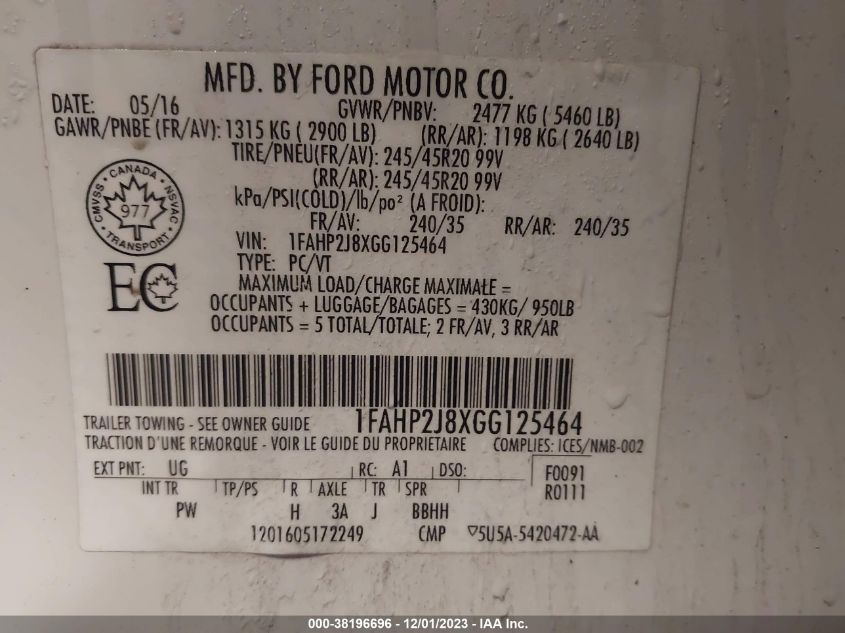 MFD. BY FORD MOTOR CO.
DATE: 05/16 GVWR/PNBV: 2477 KG ( 5460 LB)
GAWR/PNBE (FR/AV): 1315 KG ( 2900 LB) (RR/AR): 1198 KG ( 2640 LB)
TIRE/PNEU(FR/AV): 245/45R20 99V
(RR/AR): 245/45R20 99V
kPa/PSI(COLD)/lb/po² (A FROID):
FR/AV: 240/35 RR/AR: 240/35
CMVSS · CANADA · NSVAC
977
· TRANSPORT ·
VIN: 1FAHP2J8XGG125464
TYPE: PC/VT
EC
MAXIMUM LOAD/CHARGE MAXIMALE =
OCCUPANTS + LUGGAGE/BAGAGES = 430KG/ 950LB
OCCUPANTS = 5 TOTAL/TOTALE; 2 FR/AV, 3 RR/AR
TRAILER TOWING - SEE OWNER GUIDE 1FAHP2J8XGG125464
TRACTION D'UNE REMORQUE - VOIR LE GUIDE DU PROPRIETAIRE COMPLIES: ICES/NMB-002
EXT PNT: UG RC: A1 DSO: F0091
INT TR TP/PS R AXLE TR SPR R0111
PW H 3A J BBHH
1201605172249 CMP ▽5U5A-5420472-AA
000-38196696 - 12/01/2023 - IAA Inc.